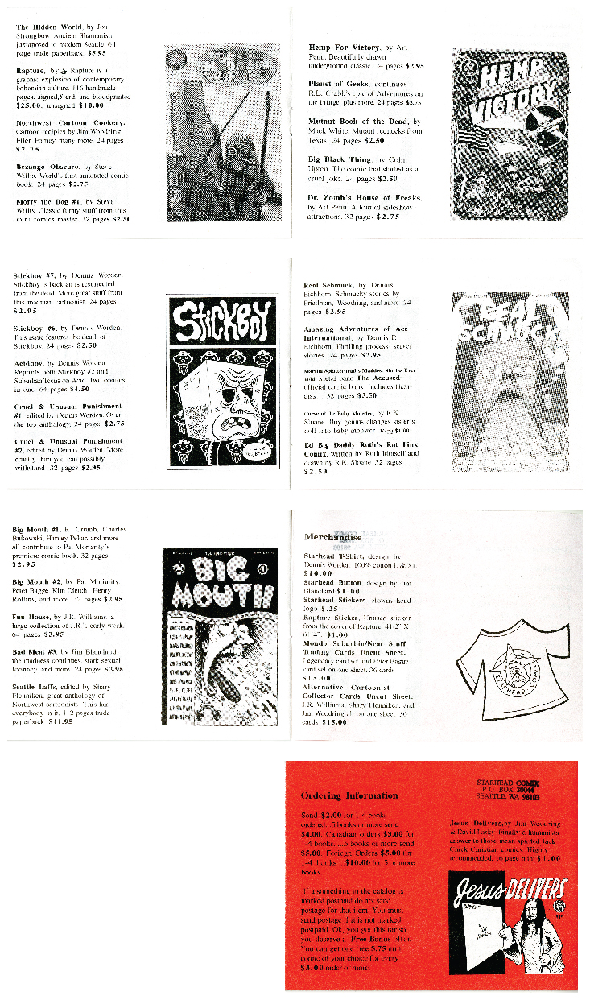 The Hidden World, by Jon
Strongbow. Ancient Shamanism
juxtaposed to modern Seattle. 64
page trade paperback. $5.95
Rapture, by Rapture is a
graphic explosion of contemporary
bohemian culture. 116 handmade
pages, signed,#'erd, and bloodprinted
$25.00, unsigned $10.00
Northwest Cartoon Cookery,
Cartoon recipies by Jim Woodring,
Ellen Forney, many more. 24 pages
$2.75
Bezango Obscuro, by Steve
Willis. World's first annotated comic
book. 24 pages $2.75
Morty the Dog #1, by Steve
Willis. Classic funny stuff from this
mini comics master. 32 pages $2.50
Hemp For Victory, by Art
Penn. Beautifully drawn
underground classic. 24 pages $2.95
Planet of Geeks, continues
R.L. Crabb's epic of Adventures on
the Fringe, plus more. 24 pages $2.75
Mutant Book of the Dead, by
Mack White. Mutant rednecks from
Texas. 24 pages $2.50
Big Black Thing, by Colin
Upton. The comic that started as a
cruel joke. 24 pages $2.50
Dr. Zomb's House of Freaks,
by Art Penn. A tour of sideshow
attractions. 32 pages $2.75
HEMP
VICTORY
Stickboy #7, by Dennis Worden.
Stickboy is back an is resurrected
from the dead. More great stuff from
this madman cartoonist. 24 pages
$2.95
Stickboy #6, by Dennis Worden.
This issue features the death of
Stickboy. 24 pages $2.50
Acidboy, by Dennis Worden
Reprints both Stickboy #2 and
Suburban Teens on Acid. Two comics
in one. 64 pages $4.50
Cruel & Unusual Punishment
#1, edited by Dennis Worden. Over
the top anthology. 24 pages $2.75
Cruel & Unusual Punishment
#2, edited by Dennis Worden. More
cruelty than you can possibly
withstand. 32 pages $2.95
STICKBOY
Real Schmuck, by Dennis
Eichhorn. Schmucky stories by
Friedman, Woodring, and more. 24
pages $2.95
Amazing Adventures of Ace
International, by Dennis P.
Eichhorn. Thrilling process server
stories. 24 pages $2.95
Martha Splatterhead's Maddest Stories Ever
told. Metal band The Accused
official comic book. Includes flexi-
disk. 32 pages $3.50
Curse of the Baby Monster, by R.K.
Sloane. Boy genius changes sister's
doll into baby monster. 16 pg $1.00
Ed Big Daddy Roth's Rat Fink
Comix, written by Roth himself and
drawn by R.K. Sloane. 32 pages
$2.50
REAL
SCHMUCK
Big Mouth #1, R. Crumb, Charles
Bukowski, Harvey Pekar, and more
all contribute to Pat Moriarity's
premiere comic book. 32 pages
$2.95
Big Mouth #2, by Pat Moriarity,
Peter Bagge, Kim Deitch, Henry
Rollins, and more. 32 pages $2.95
Fun House, by J.R. Williams, a
large collection of J.R.'s early work.
64 pages $3.95
Bad Meat #3, by Jim Blanchard
the madness continues, stark sexual
loonacy, and more. 24 pages $3.95
Seattle Laffs, edited by Shary
Flenniken, great anthology of
Northwest cartoonists. This has
everybody in it. 112 pages trade
paperback $11.95
YOU AND YOUR
BIG
MOUTH
Merchandise
Starhead T-Shirt, design by
Dennis Worden. 100% cotton L & XL
$10.00
Starhead Button, design by Jim
Blanchard $1.00
Starhead Stickers, clowns head
logo $.25
Rapture Sticker, Unused sticker
from the cover of Rapture. 4 1/2" X
6 1/4". $1.00
Mondo Suburbia/Neat Stuff
Trading Cards Uncut Sheet,
Legendary card set and Peter Bagge
card set on one sheet. 36 cards
$15.00
Alternative Cartoonist
Collector Cards Uncut Sheet.
J.R. Williams, Shary Flenniken, and
Jim Woodring all on one sheet. 36
cards $15.00
STARHEAD COMIX
Ordering Information
Send $2.00 for 1-4 books
ordered...5 books or more send
$4.00. Canadian orders $3.00 for
1-4 books.....5 books or more send
$5.00. Foriegn Orders $5.00 for
1-4 books $10.00 for 5 or more
books.
If a something in the catalog is
marked postpaid do not send
postage for that item. You must
send postage if it is not marked
postpaid. Ok, you got this far so
you deserve a Free Bonus offer.
You can get one free $.75 mini
comic of your choice for every
$3.00 order or more.
STARHEAD COMIX
P.O. BOX 30044
SEATTLE, WA 98103
Jesus Delivers,by Jim Woodring
& David Lasky. Finally a humanists
answer to those mean spirited Jack
Chick Christian comics. Highly
recommended. 16 page mini $1.00
Jesus DELIVERS